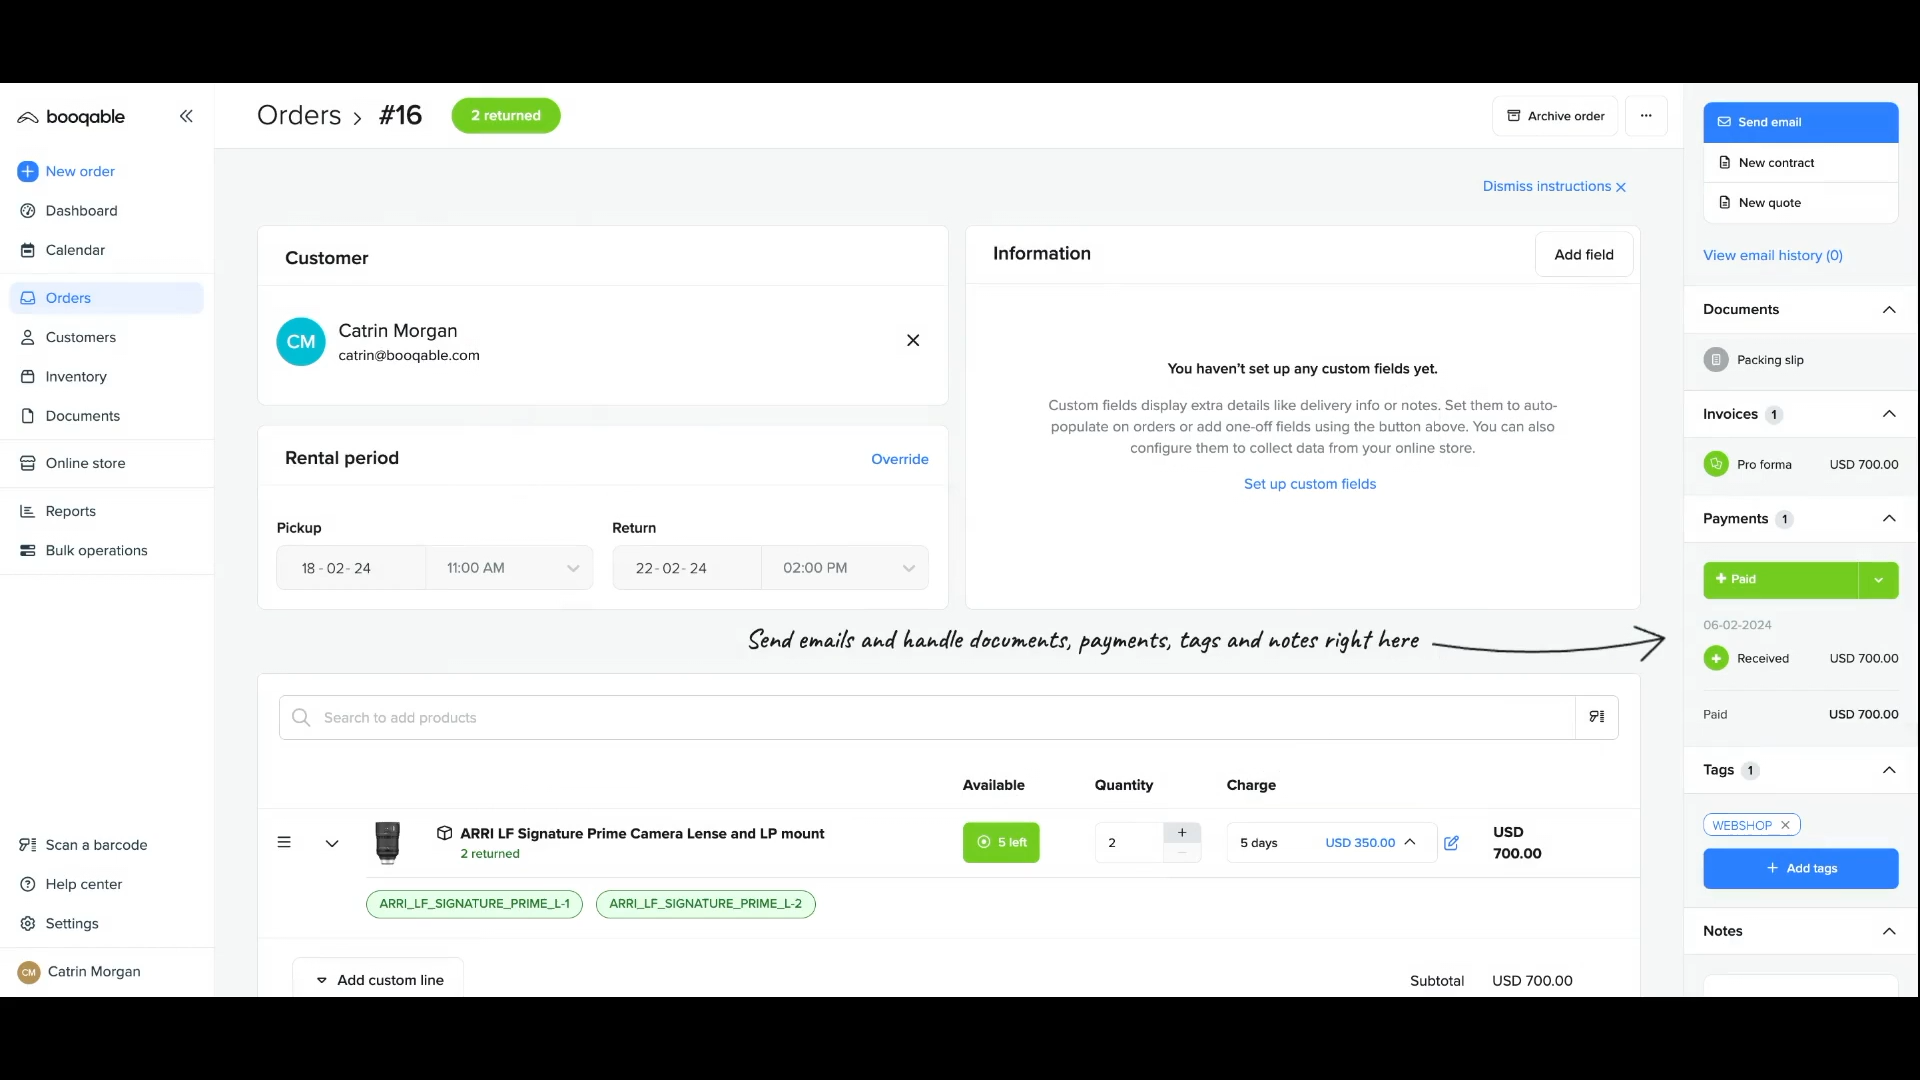 booqable
New order
Dashboard
Calendar
Orders
Customers
Inventory
Documents
Online store
Reports
Bulk operations
Scan a barcode
Help center
Settings
CM Catrin Morgan
Orders › #16 2 returned
Archive order
Dismiss instructions
Customer
CM
Catrin Morgan
catrin@booqable.com
Rental period Override
Pickup Return
18 - 02 - 24 11:00 AM 22 - 02 - 24 02:00 PM
Information Add field
You haven't set up any custom fields yet.
Custom fields display extra details like delivery info or notes. Set them to auto-
populate on orders or add one-off fields using the button above. You can also
configure them to collect data from your online store.
Set up custom fields
Send emails and handle documents, payments, tags and notes right here
Search to add products
Available Quantity Charge
ARRI LF Signature Prime Camera Lense and LP mount
2 returned
5 left 2 5 days USD 350.00
USD
700.00
ARRI_LF_SIGNATURE_PRIME_L-1 ARRI_LF_SIGNATURE_PRIME_L-2
Add custom line
Subtotal USD 700.00
Send email
New contract
New quote
View email history (0)
Documents
Packing slip
Invoices 1
Pro forma USD 700.00
Payments 1
+ Paid
06-02-2024
Received USD 700.00
Paid USD 700.00
Tags 1
WEBSHOP
+ Add tags
Notes